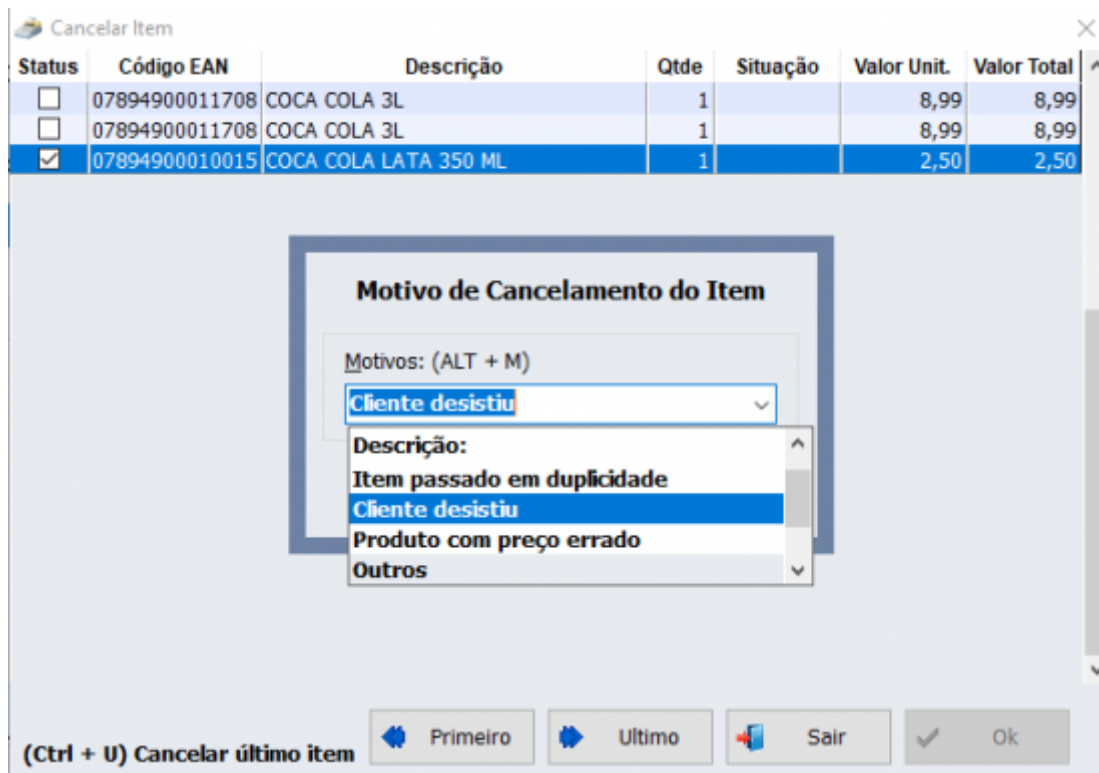 Cancelar Item
Status Código EAN Descrição Qtde Situação Valor Unit. Valor Total
07894900011708 COCA COLA 3L 1 8,99 8,99
07894900011708 COCA COLA 3L 1 8,99 8,99
07894900010015 COCA COLA LATA 350 ML 1 2,50 2,50
Motivo de Cancelamento do Item
Motivos: (ALT + M)
Cliente desistiu
Descrição:
Item passado em duplicidade
Cliente desistiu
Produto com preço errado
Outros
(Ctrl + U) Cancelar último item Primeiro Ultimo Sair Ok